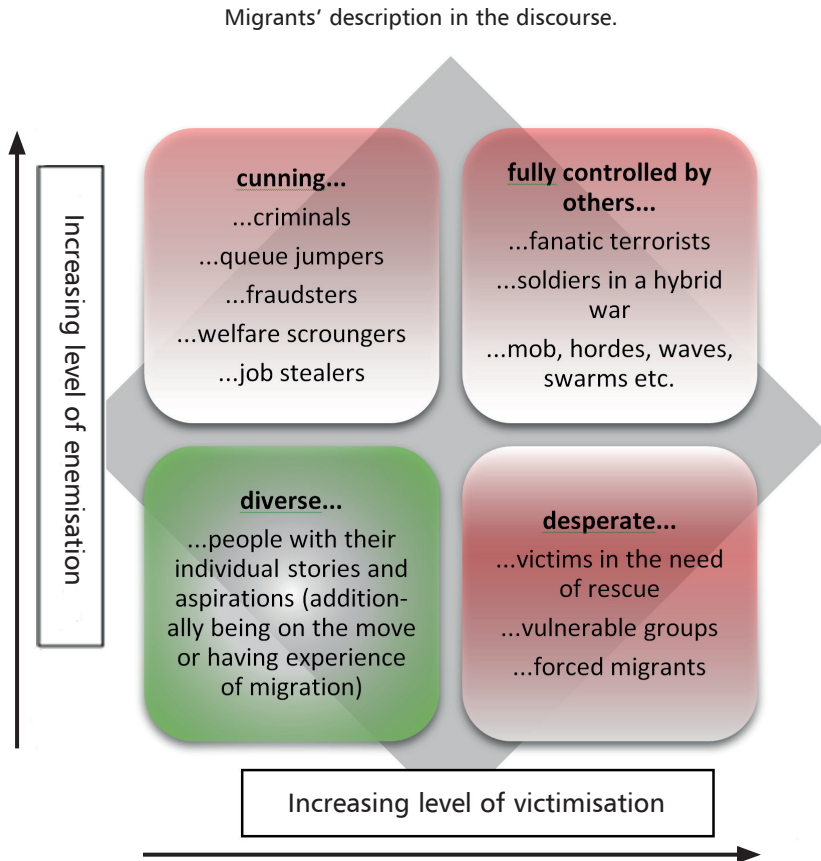 Migrants’ description in the discourse.
Increasing level of enemisation
cunning...
...criminals
...queue jumpers
...fraudsters
...welfare scroungers
...job stealers
fully controlled by
others...
...fanatic terrorists
...soldiers in a hybrid
war
...mob, hordes, waves,
swarms etc.
diverse...
...people with their
individual stories and
aspirations (addition-
ally being on the move
or having experience
of migration)
desperate...
...victims in the need
of rescue
...vulnerable groups
...forced migrants
Increasing level of victimisation